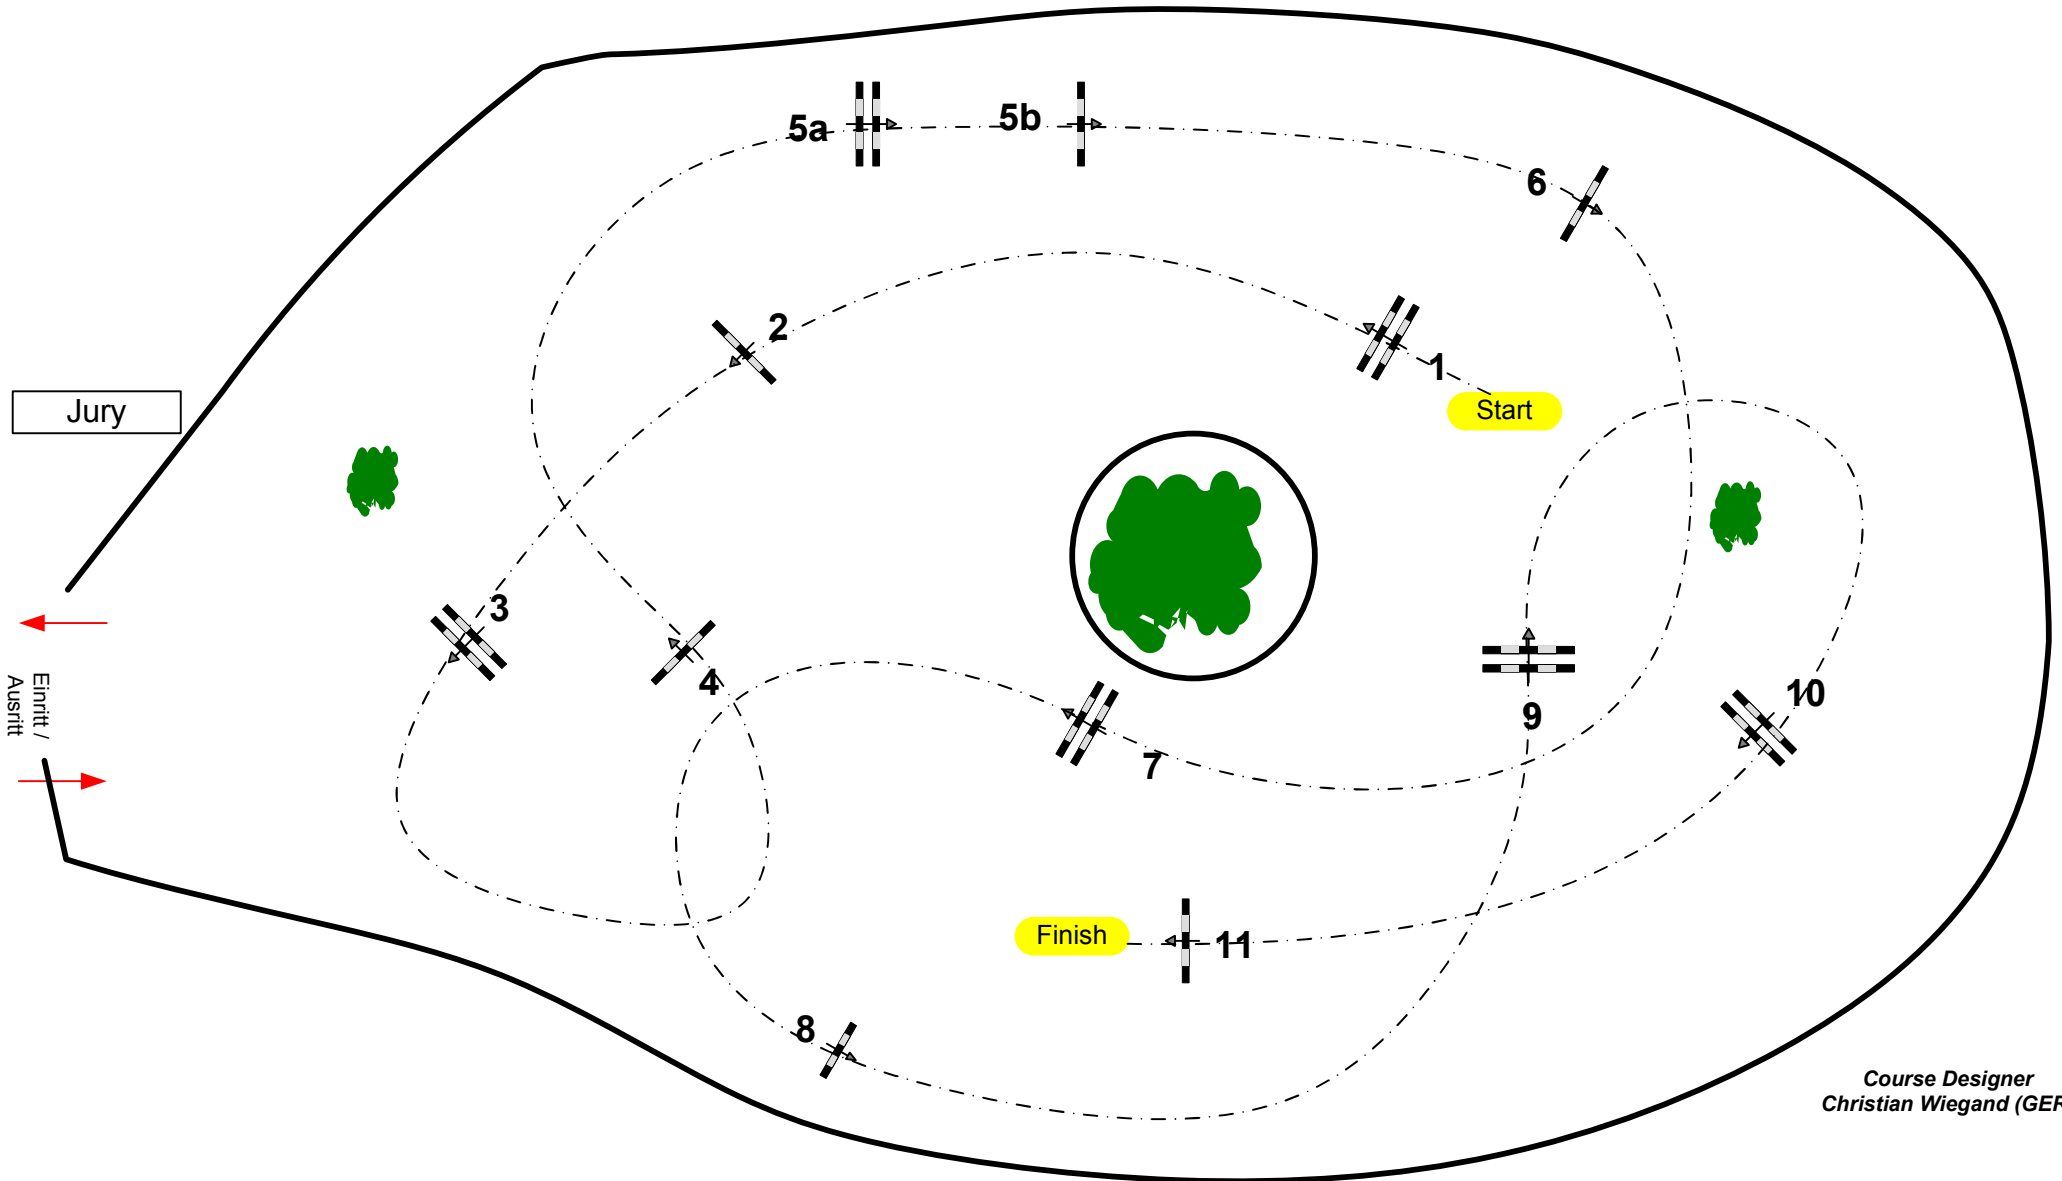 5a
5b
6
2
1
Start
Jury
3
4
10
9
7
Einritt /
Ausritt
Finish
11
8
Course Designer
Christian Wiegand (GER